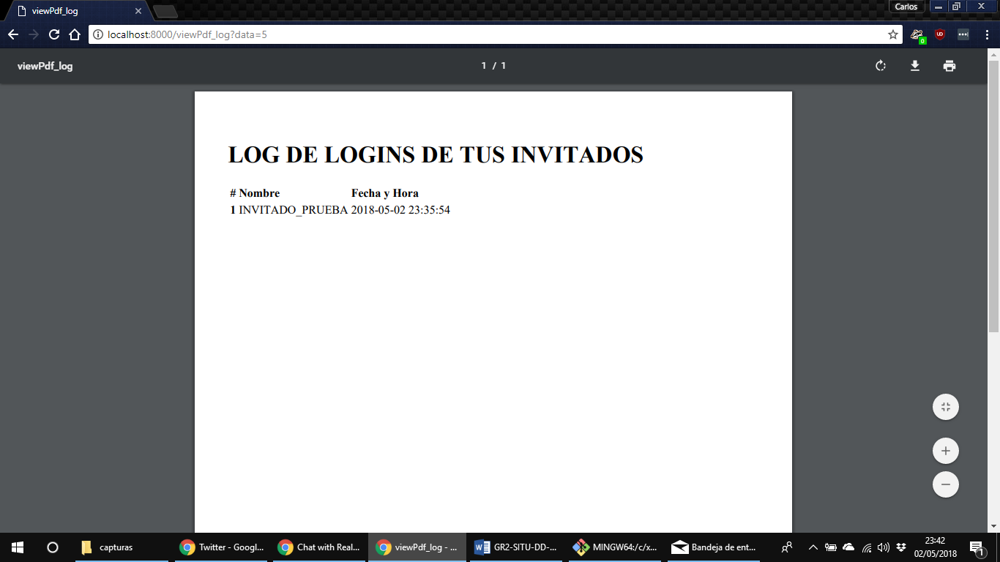 viewPdf_log
Carlos
localhost:8000/viewPdf_log?data=5
0
viewPdf_log
1 / 1
LOG DE LOGINS DE TUS INVITADOS
# Nombre Fecha y Hora
1 INVITADO_PRUEBA 2018-05-02 23:35:54
capturas
Twitter - Googl...
Chat with Real...
viewPdf_log - ...
GR2-SITU-DD-...
MINGW64:/c/x...
Bandeja de ent...
23:42
02/05/2018
1